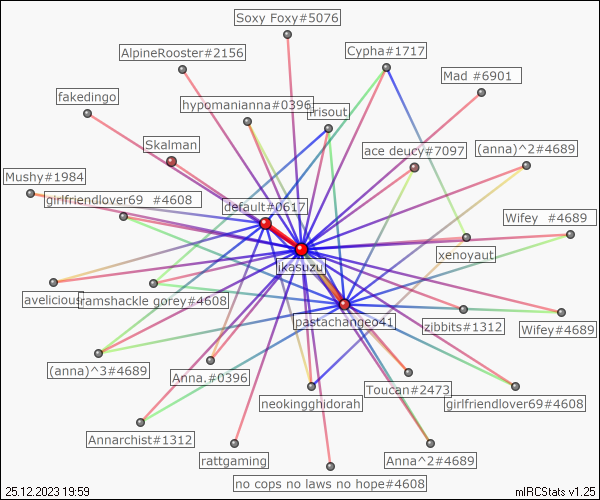 Soxy Foxy#5076
AlpineRooster#2156
Cypha#1717
Mad #6901
fakedingo
hypomanianna#0396
frisout
Skalman
ace deucy#7097
(anna)^2#4689
Mushy#1984
girlfriendlover69 #4608
default#0617
Wifey #4689
xenoyaut
ikasuzu
avelicious
ramshackle gorey#4608
pastachangeo41
zibbits#1312
Wifey#4689
(anna)^3#4689
Anna.#0396
Toucan#2473
neokingghidorah
girlfriendlover69#4608
Annarchist#1312
rattgaming
Anna^2#4689
no cops no laws no hope#4608
25.12.2023 19:59
mIRCStats v1.25